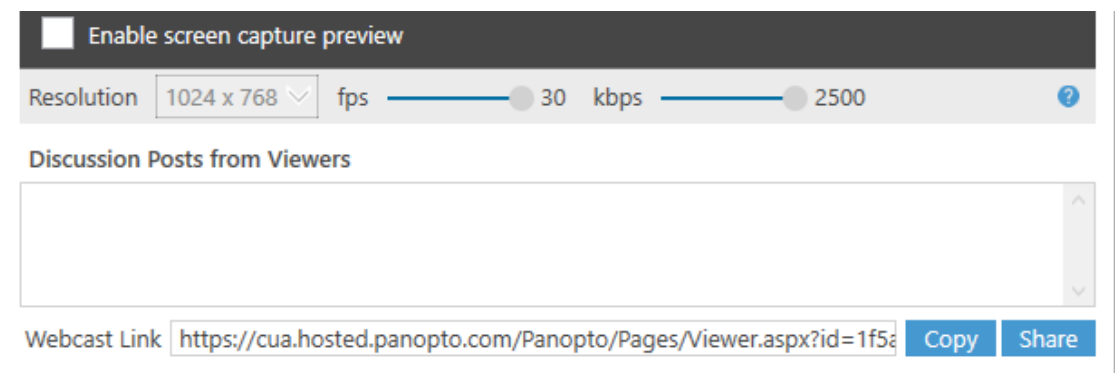 Enable screen capture preview
Resolution 1024 x 768 fps 30 kbps 2500 ?
Discussion Posts from Viewers
Webcast Link https://cua.hosted.panopto.com/Panopto/Pages/Viewer.aspx?id=1f5a Copy Share